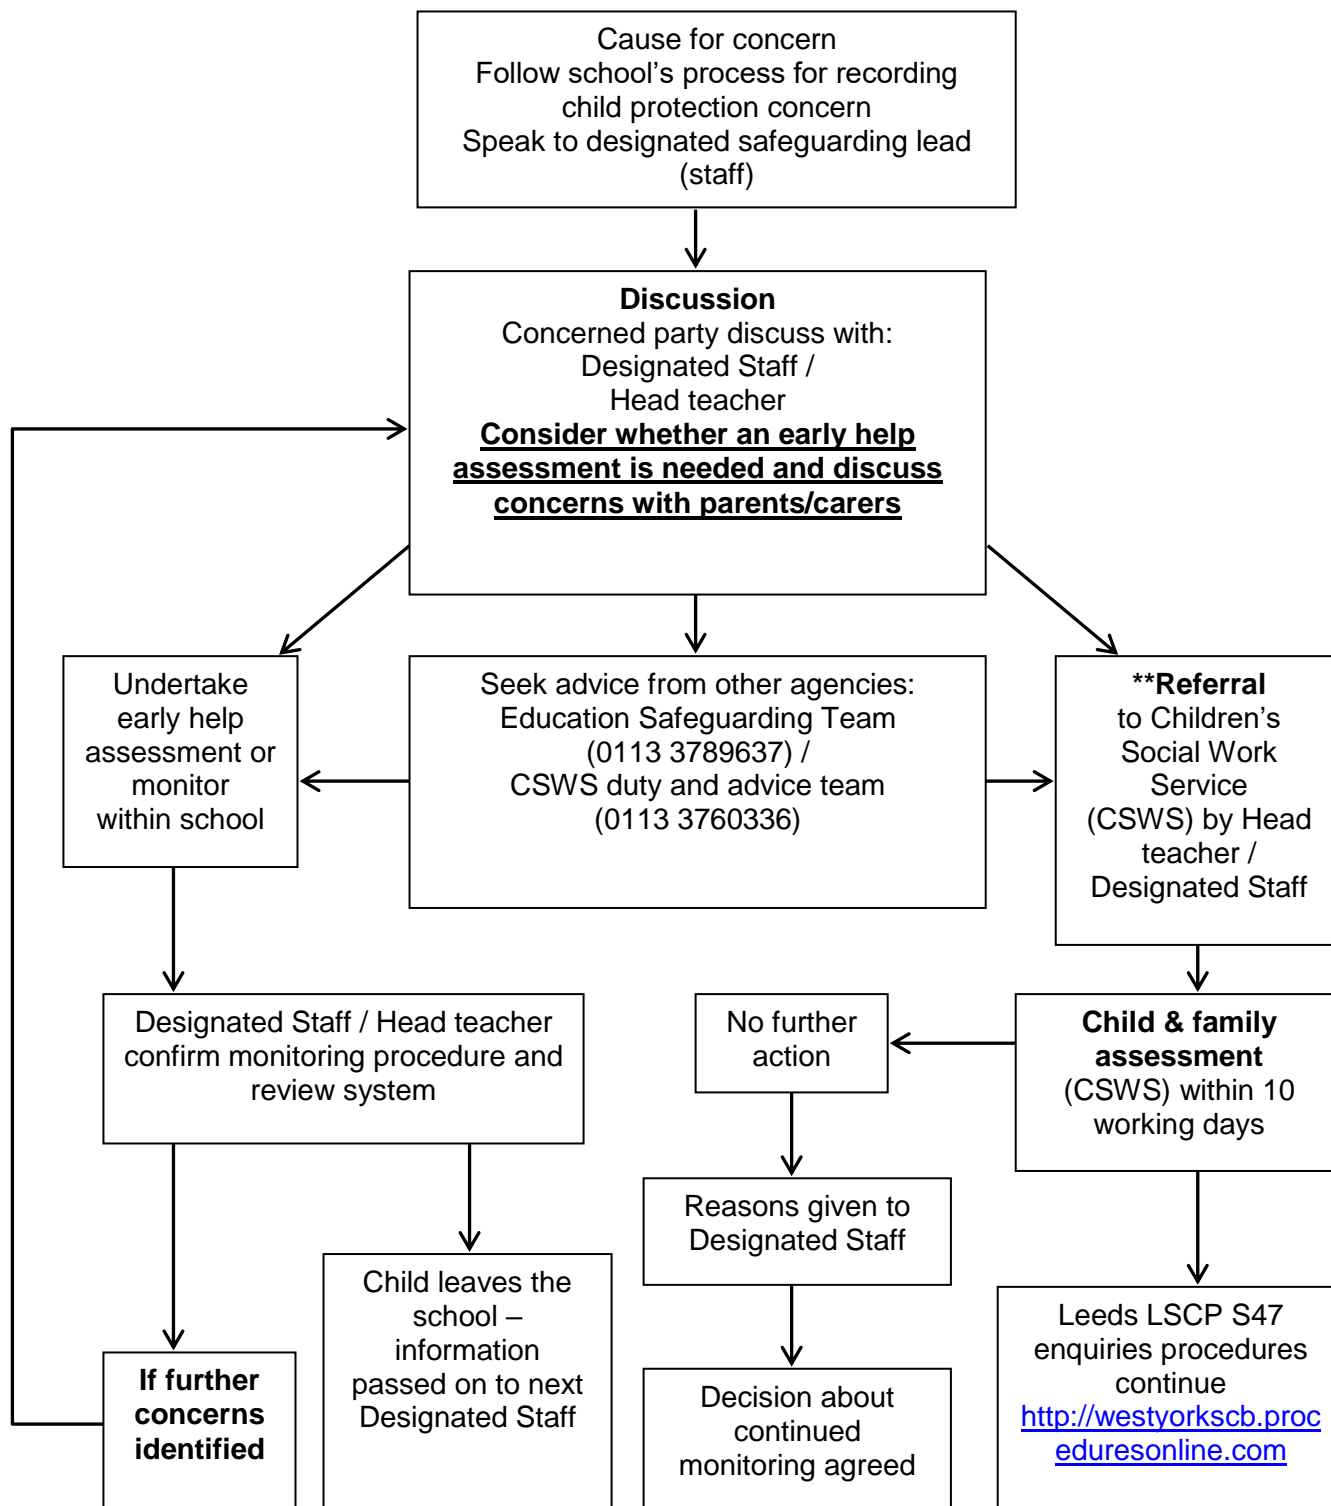 Cause for concern
Follow school’s process for recording
child protection concern
Speak to designated safeguarding lead
(staff)
Discussion
Concerned party discuss with:
Designated Staff /
Head teacher
Consider whether an early help
assessment is needed and discuss
concerns with parents/carers
Undertake
early help
assessment or
monitor
within school
Seek advice from other agencies:
Education Safeguarding Team
(0113 3789637) /
CSWS duty and advice team
(0113 3760336)
**Referral
to Children’s
Social Work
Service
(CSWS) by Head
teacher /
Designated Staff
Designated Staff / Head teacher
confirm monitoring procedure and
review system
No further
action
Child & family
assessment
(CSWS) within 10
working days
Reasons given to
Designated Staff
If further
concerns
identified
Child leaves the
school –
information
passed on to next
Designated Staff
Decision about
continued
monitoring agreed
Leeds LSCP S47
enquiries procedures
continue
http://westyorkscb.proc
eduresonline.com